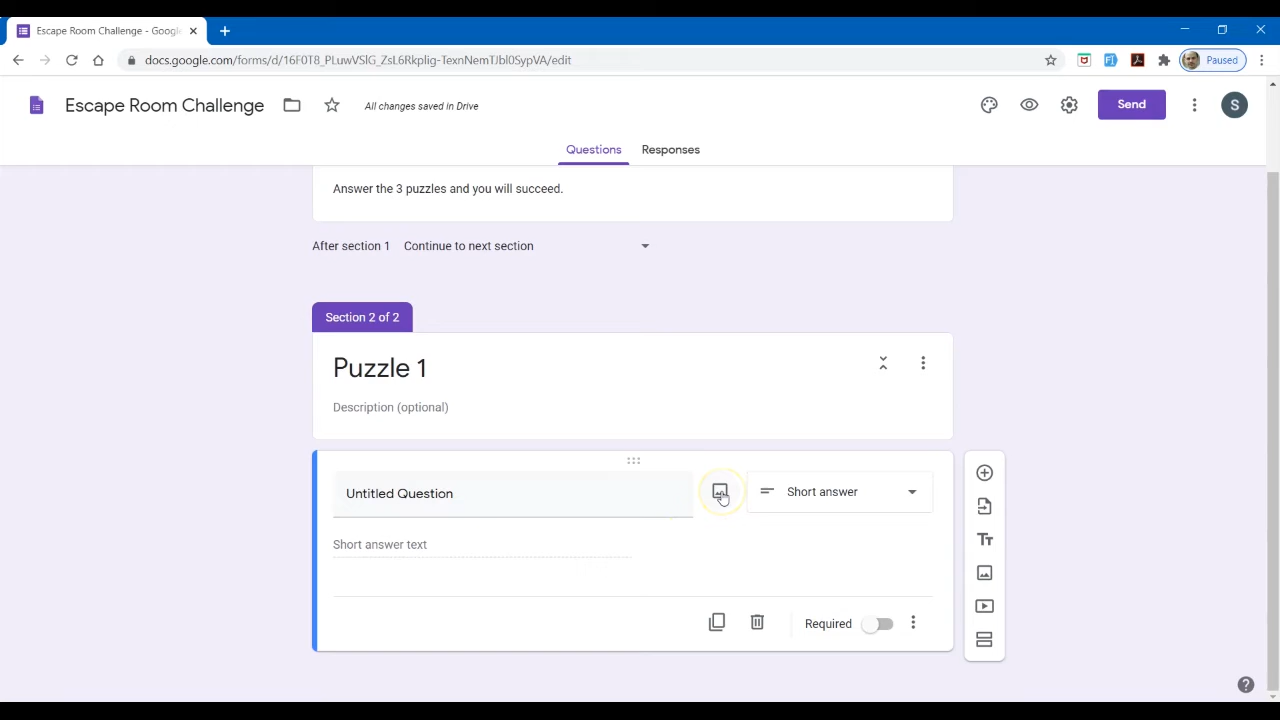 Escape Room Challenge - Googl
docs.google.com/forms/d/16F0T8_PLuwVSlG_ZsL6Rkplig-TexnNemTJbl0SypVA/edit
Paused
Escape Room Challenge
All changes saved in Drive
Send
S
Questions
Responses
Answer the 3 puzzles and you will succeed.
After section 1 Continue to next section
Section 2 of 2
Puzzle 1
Description (optional)
Untitled Question
Short answer
Short answer text
Required